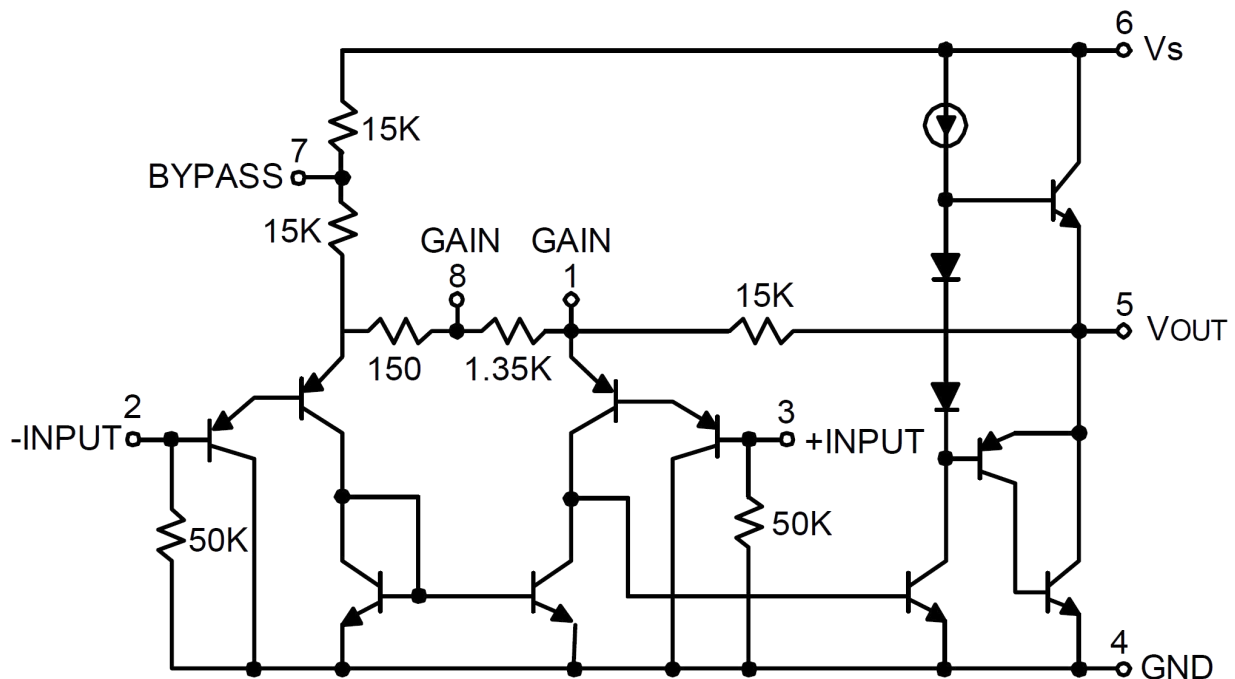 6
Vs
15K
7
BYPASS
15K
GAIN
GAIN
8
1
15K
5
VOUT
150
1.35K
2
-INPUT
3
+INPUT
50K
50K
4
GND